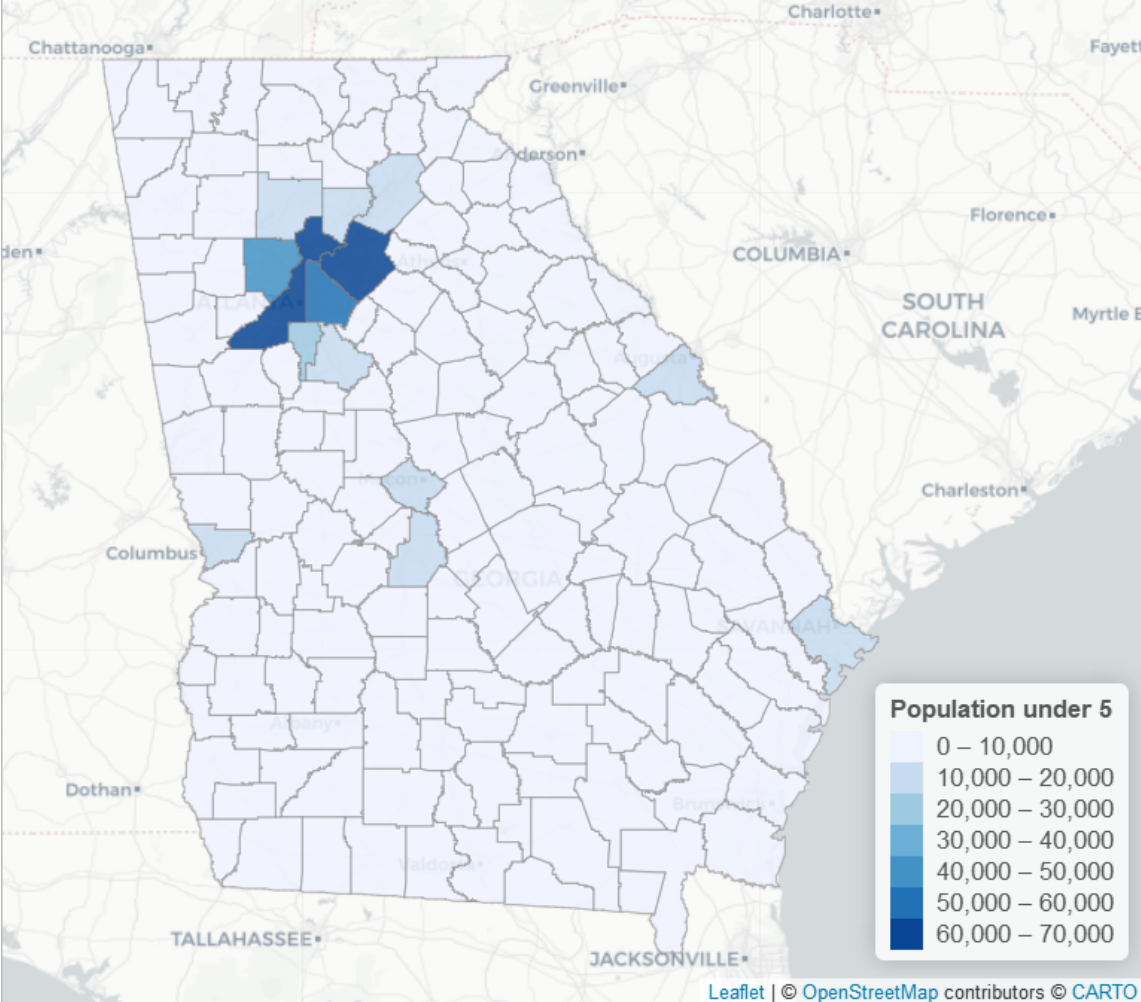 Charlotte
Chattanooga
Fayett
Greenville
Anderson
Florence
den
COLUMBIA
Athens
ATLANTA
SOUTH
CAROLINA
Myrtle B
Augusta
Macon
Charleston
Columbus
GEORGIA
SAVANNAH
Albany
Dothan
Brunswick
Valdosta
TALLAHASSEE
JACKSONVILLE
Population under 5
0 – 10,000
10,000 – 20,000
20,000 – 30,000
30,000 – 40,000
40,000 – 50,000
50,000 – 60,000
60,000 – 70,000
Leaflet | © OpenStreetMap contributors © CARTO